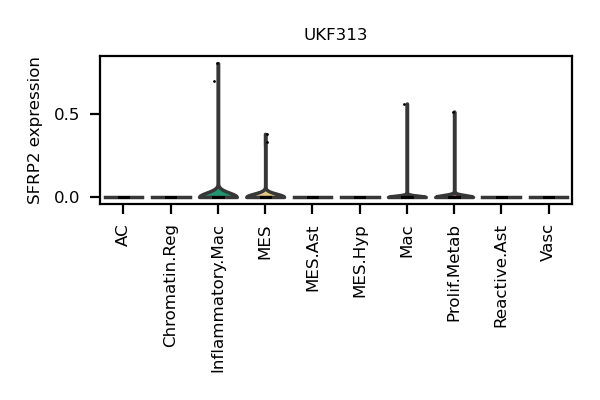 UKF313
SFRP2 expression
0.5
0.0
AC
Chromatin.Reg
Inflammatory.Mac
MES
MES.Ast
MES.Hyp
Mac
Prolif.Metab
Reactive.Ast
Vasc